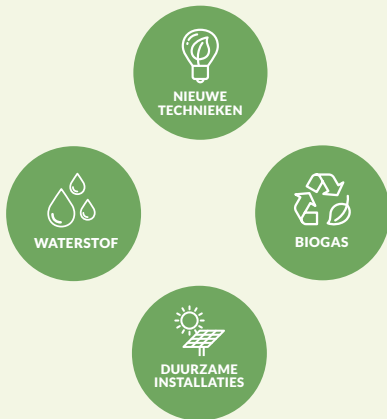 NIEUWE
TECHNIEKEN
WATERSTOF
BIOGAS
DUURZAME
INSTALLATIES